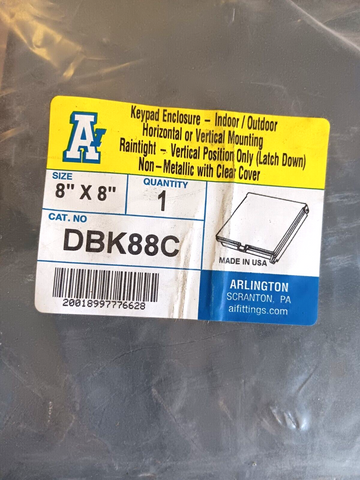 A
Keypad Enclosure – Indoor / Outdoor
Horizontal or Vertical Mounting
Raintight – Vertical Position Only (Latch Down)
Non–Metallic with Clear Cover
SIZE
8" X 8"
QUANTITY
1
CAT. NO
DBK88C
MADE IN USA
20018997776628
ARLINGTON
SCRANTON, PA
aifittings.com